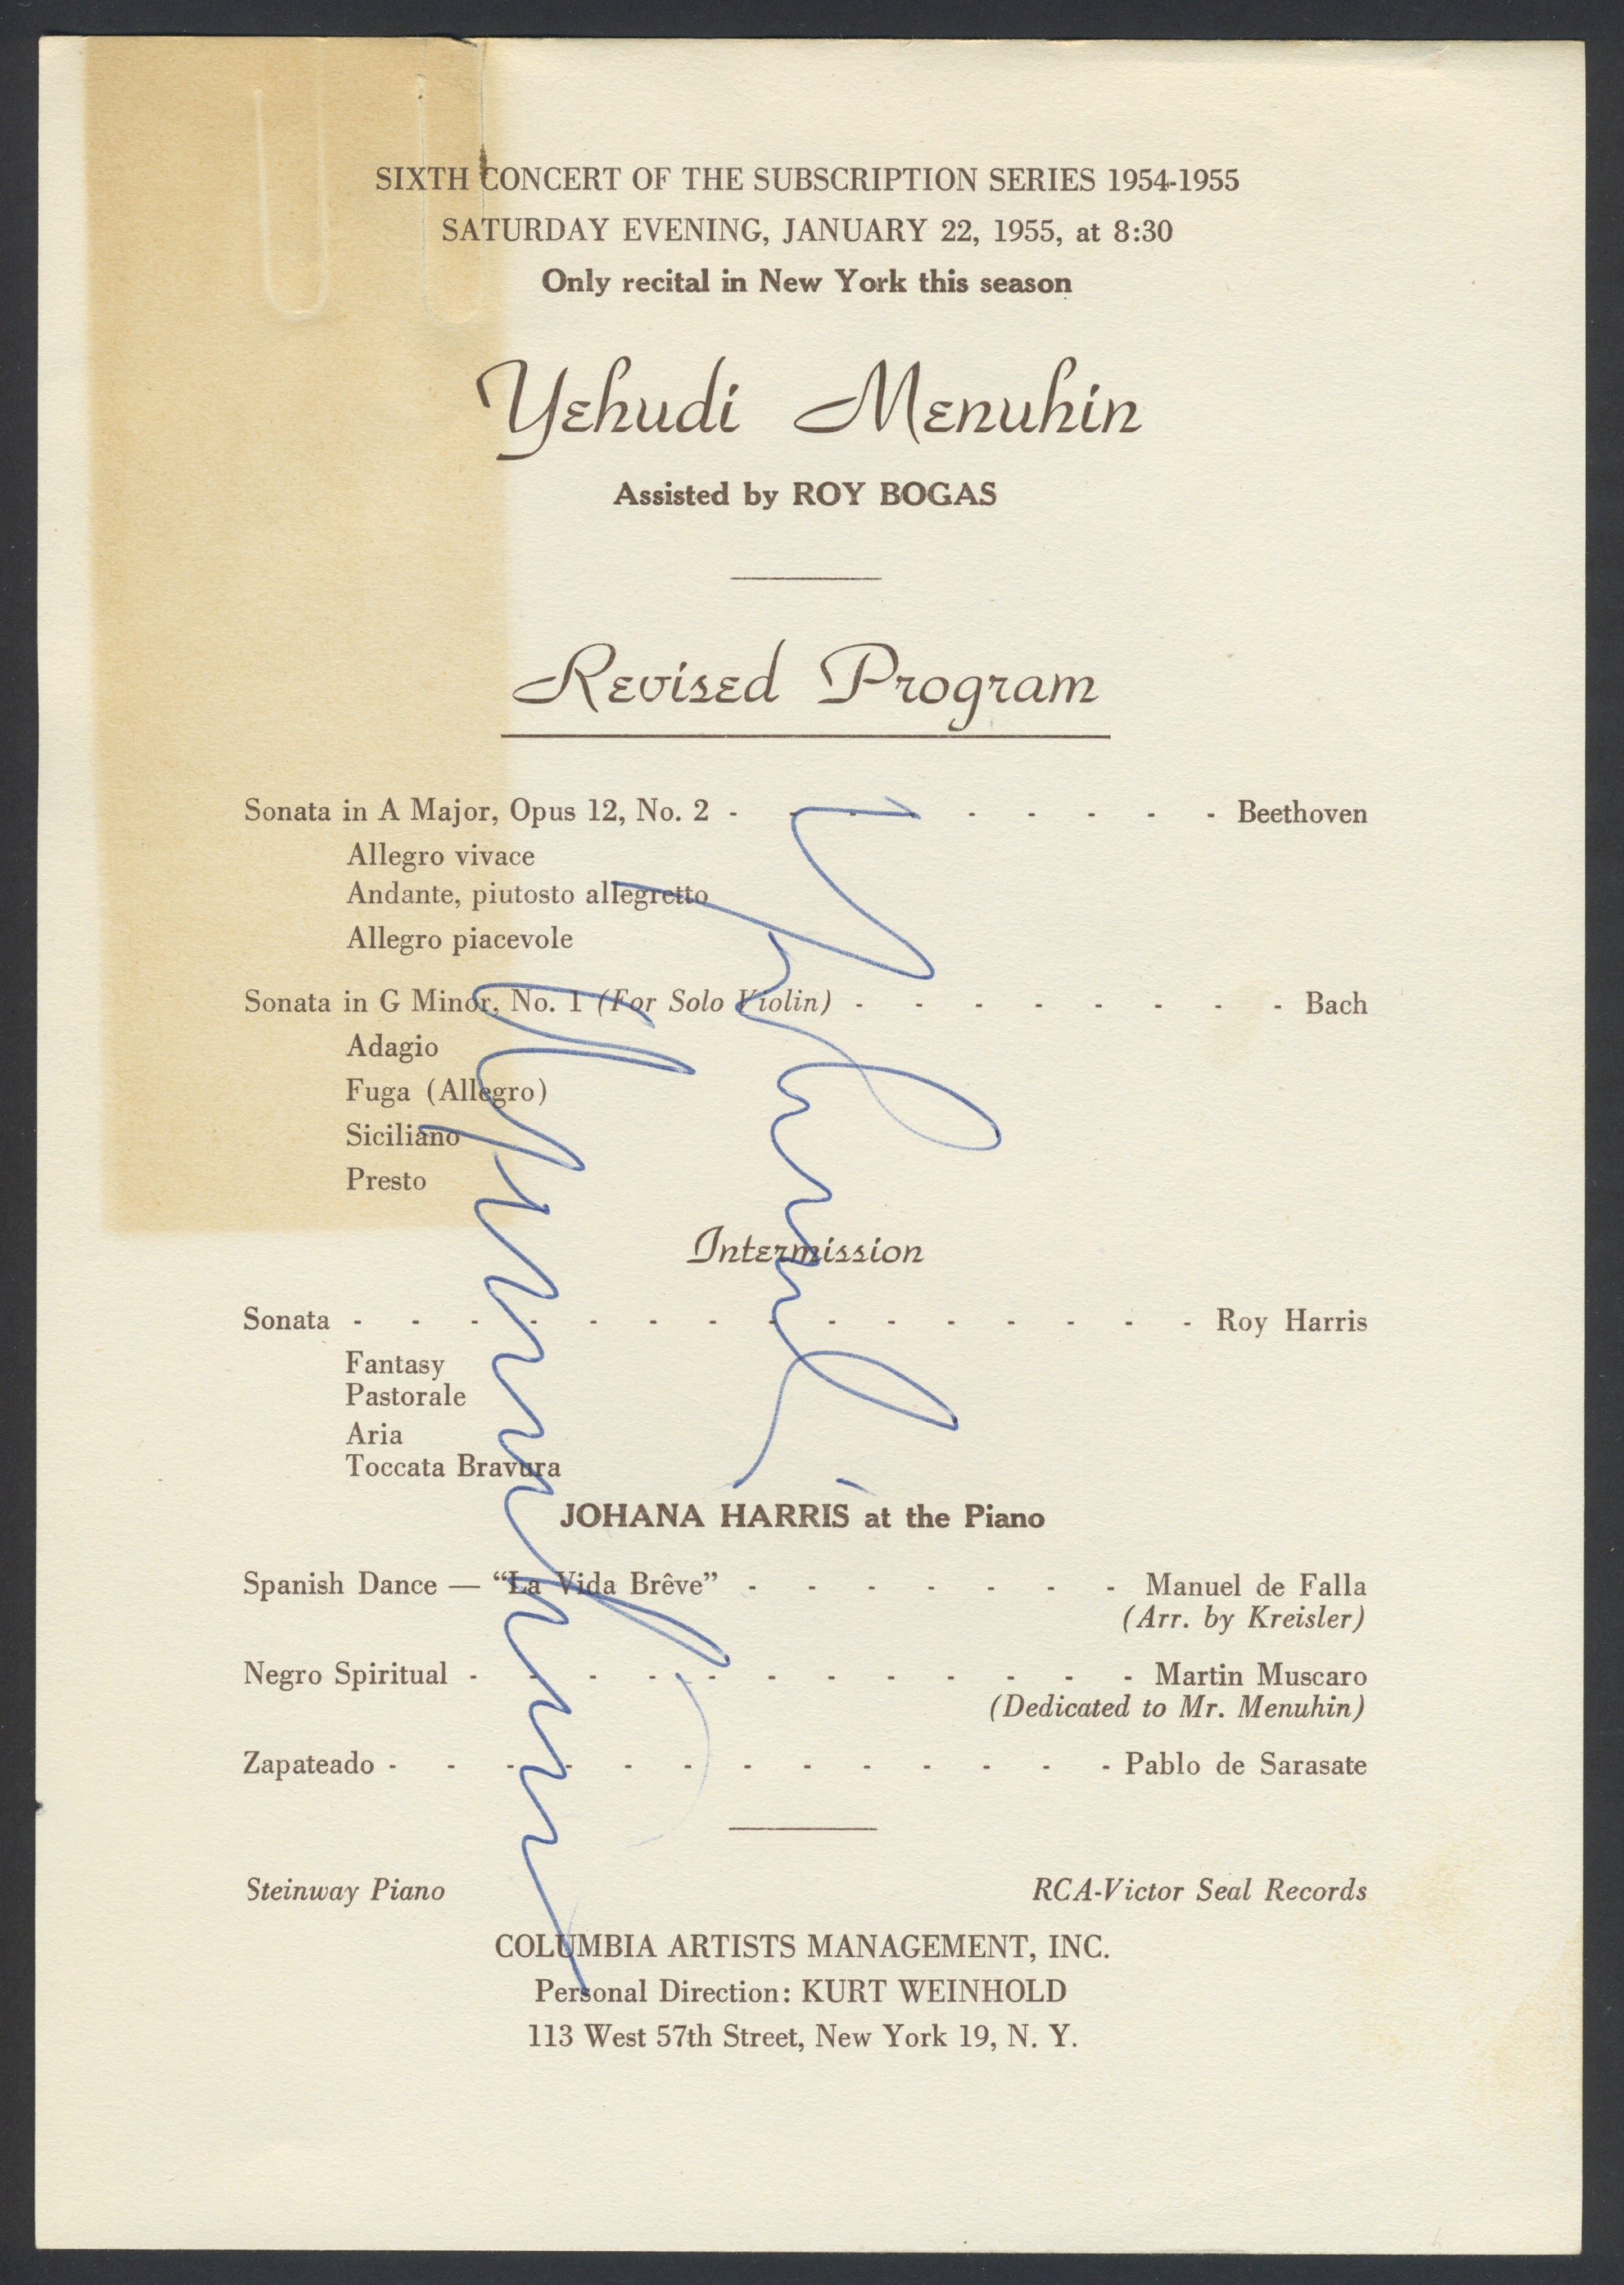 SIXTH CONCERT OF THE SUBSCRIPTION SERIES 1954-1955
SATURDAY EVENING, JANUARY 22, 1955, at 8:30
Only recital in New York this season
Yehudi Menuhin
Assisted by ROY BOGAS
Revised Program
Sonata in A Major, Opus 12, No. 2 - - - - - - - - - Beethoven
Allegro vivace
Andante, piutosto allegretto
Allegro piacevole
Sonata in G Minor, No. 1 (For Solo Violin) - - - - - - - - Bach
Adagio
Fuga (Allegro)
Siciliano
Presto
Intermission
Sonata - - - - - - - - - - - - - - - Roy Harris
Fantasy
Pastorale
Aria
Toccata Bravura
JOHANA HARRIS at the Piano
Spanish Dance — “La Vida Brêve” - - - - - - - Manuel de Falla
(Arr. by Kreisler)
Negro Spiritual - - - - - - - - - - - - Martin Muscaro
(Dedicated to Mr. Menuhin)
Zapateado - - - - - - - - - - - - - Pablo de Sarasate
Steinway Piano RCA-Victor Seal Records
COLUMBIA ARTISTS MANAGEMENT, INC.
Personal Direction: KURT WEINHOLD
113 West 57th Street, New York 19, N. Y.
Yehudi
Menuhin